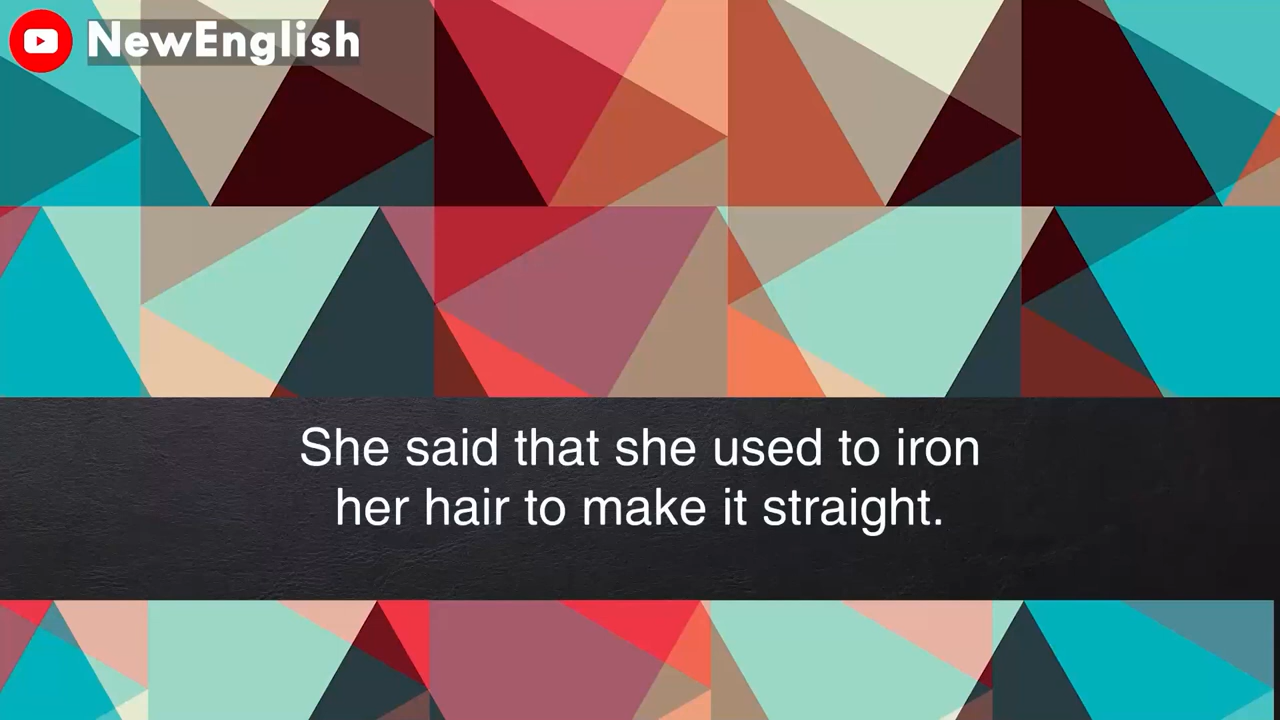 NewEnglish
She said that she used to iron
her hair to make it straight.